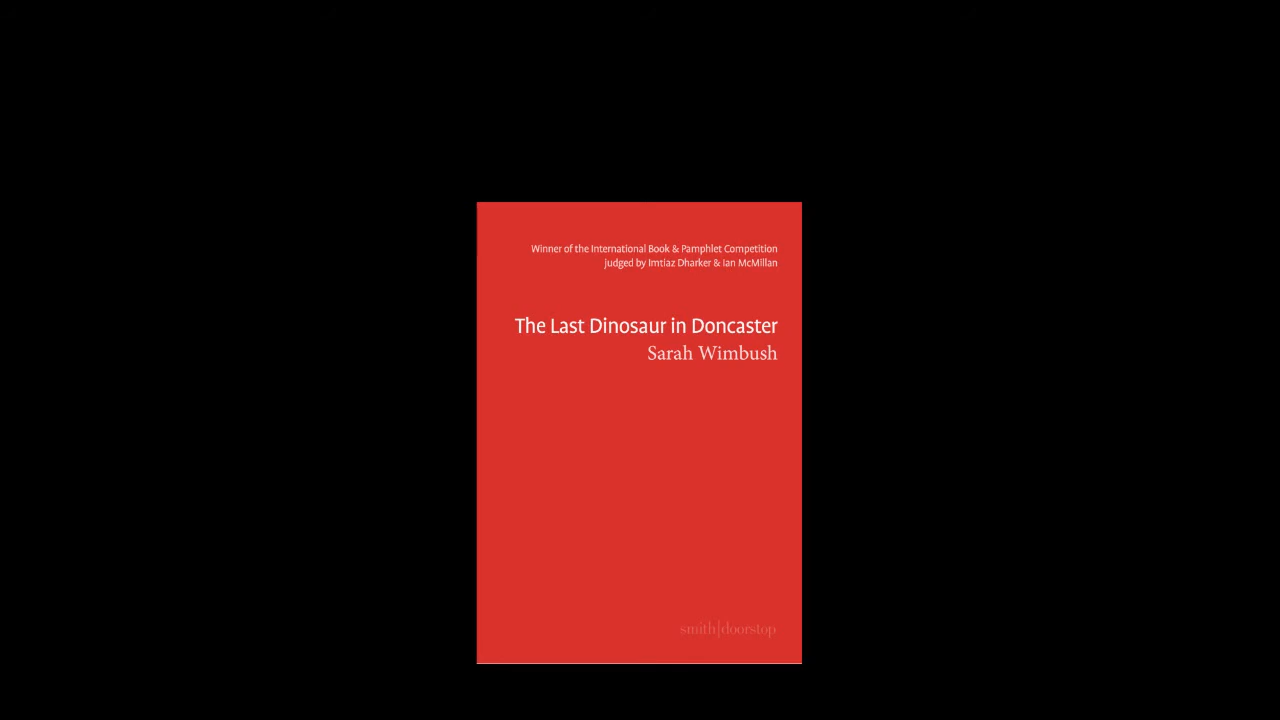 Winner of the International Book & Pamphlet Competition
judged by Imtiaz Dharker & Ian McMillan
The Last Dinosaur in Doncaster
Sarah Wimbush
smith|doorstop